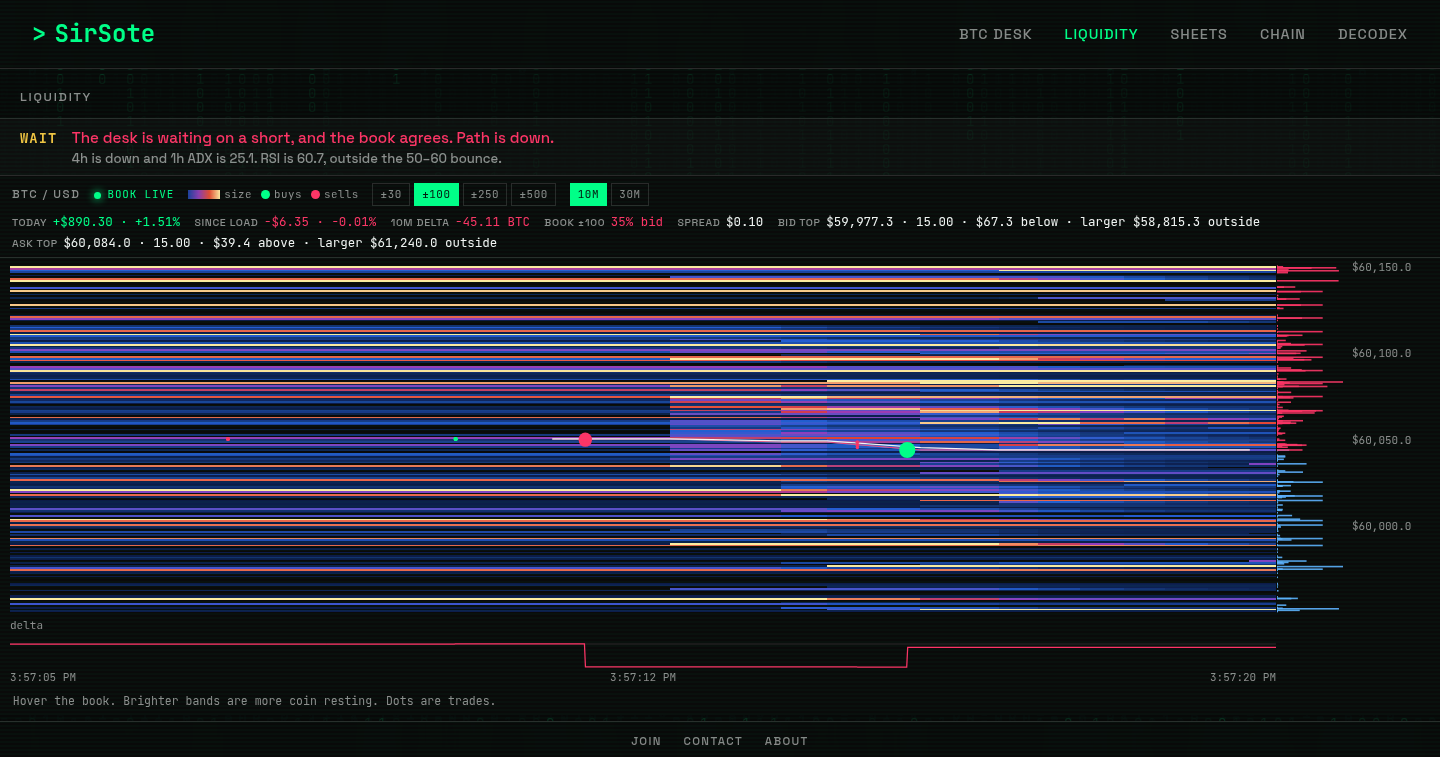 > SirSote
BTC DESK LIQUIDITY SHEETS CHAIN DECODEX
LIQUIDITY
WAIT The desk is waiting on a short, and the book agrees. Path is down.
4h is down and 1h ADX is 25.1. RSI is 60.7, outside the 50–60 bounce.
BTC / USD BOOK LIVE size buys sells ±30 ±100 ±250 ±500 10M 30M
TODAY +$890.30 · +1.51% SINCE LOAD -$6.35 · -0.01% 10M DELTA -45.11 BTC BOOK ±100 35% bid SPREAD $0.10 BID TOP $59,977.3 · 15.00 · $67.3 below · larger $58,815.3 outside
ASK TOP $60,084.0 · 15.00 · $39.4 above · larger $61,240.0 outside
$60,150.0
$60,100.0
$60,050.0
$60,000.0
delta
3:57:05 PM 3:57:12 PM 3:57:20 PM
Hover the book. Brighter bands are more coin resting. Dots are trades.
JOIN CONTACT ABOUT